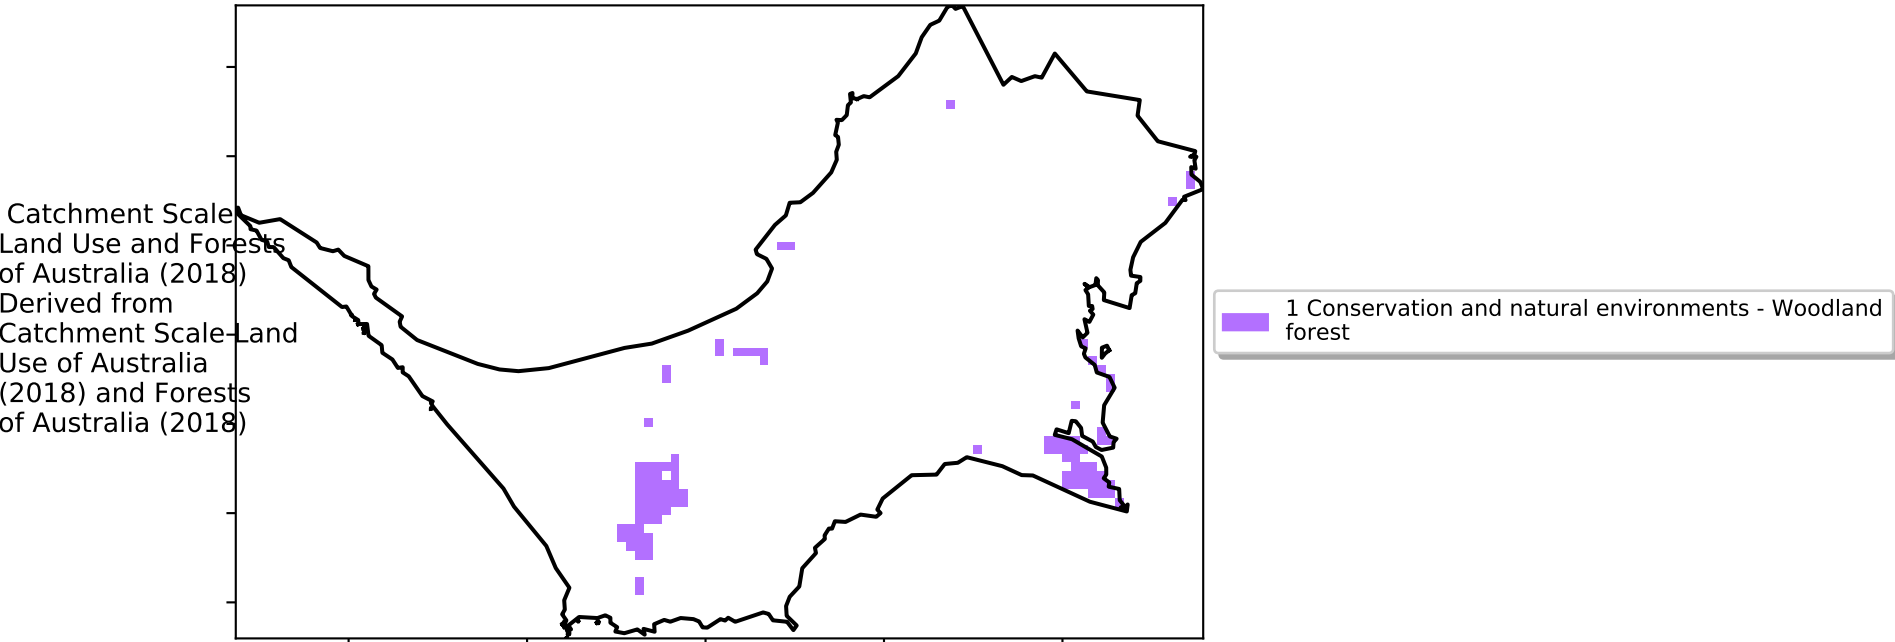 Catchment Scale
Land Use and Forests
of Australia (2018)
Derived from
Catchment Scale Land
Use of Australia
(2018) and Forests
of Australia (2018)
1 Conservation and natural environments - Woodland
forest